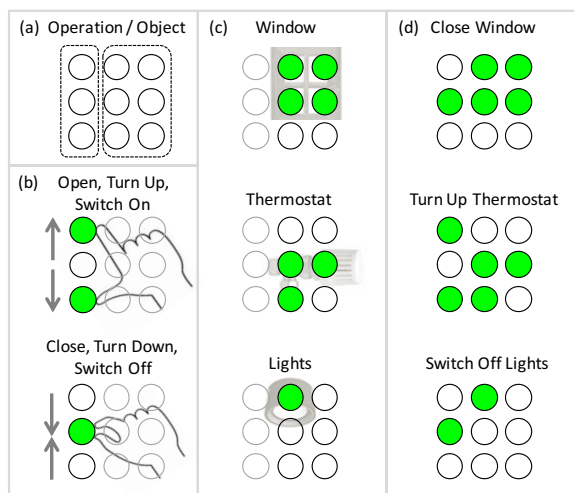 (a) Operation / Object
(b)
Open, Turn Up,
Switch On
Close, Turn Down,
Switch Off
(c) Window
Thermostat
Lights
(d) Close Window
Turn Up Thermostat
Switch Off Lights